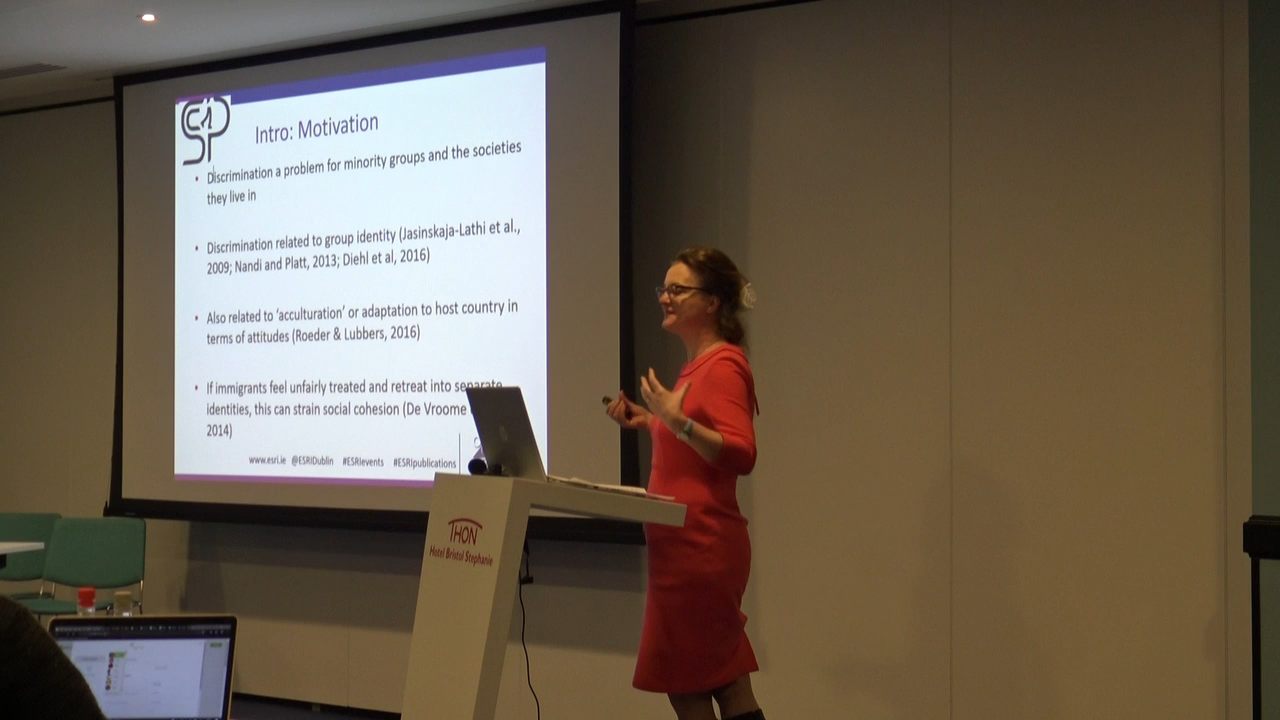 Intro: Motivation
• Discrimination a problem for minority groups and the societies
they live in
• Discrimination related to group identity (Jasinskaja-Lathi et al.,
2009; Nandi and Platt, 2013; Diehl et al, 2016)
• Also related to ‘acculturation’ or adaptation to host country in
terms of attitudes (Roeder & Lubbers, 2016)
• If immigrants feel unfairly treated and retreat into separate
identities, this can strain social cohesion (De Vroome
2014)
www.esri.ie @ESRIDublin #ESRIevents #ESRIpublications
THON
Hotel Bristol Stephanie